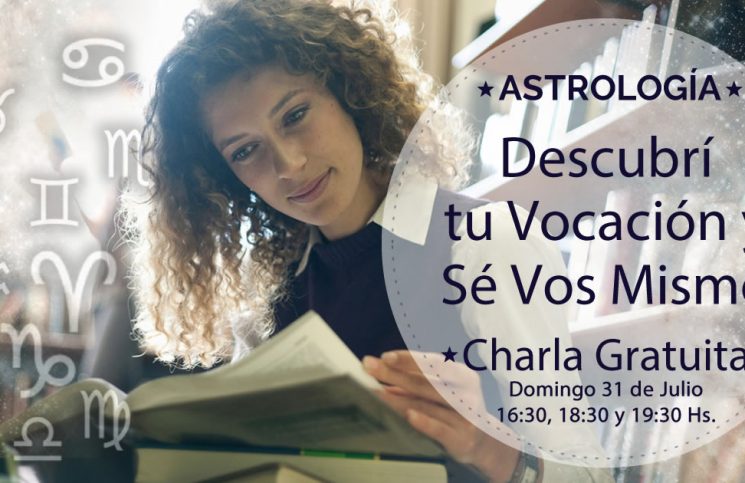 ★ASTROLOGÍA★
Descubrí
tu Vocación y
Sé Vos Mismo
★Charla Gratuita
Domingo 31 de Julio
16:30, 18:30 y 19:30 Hs.